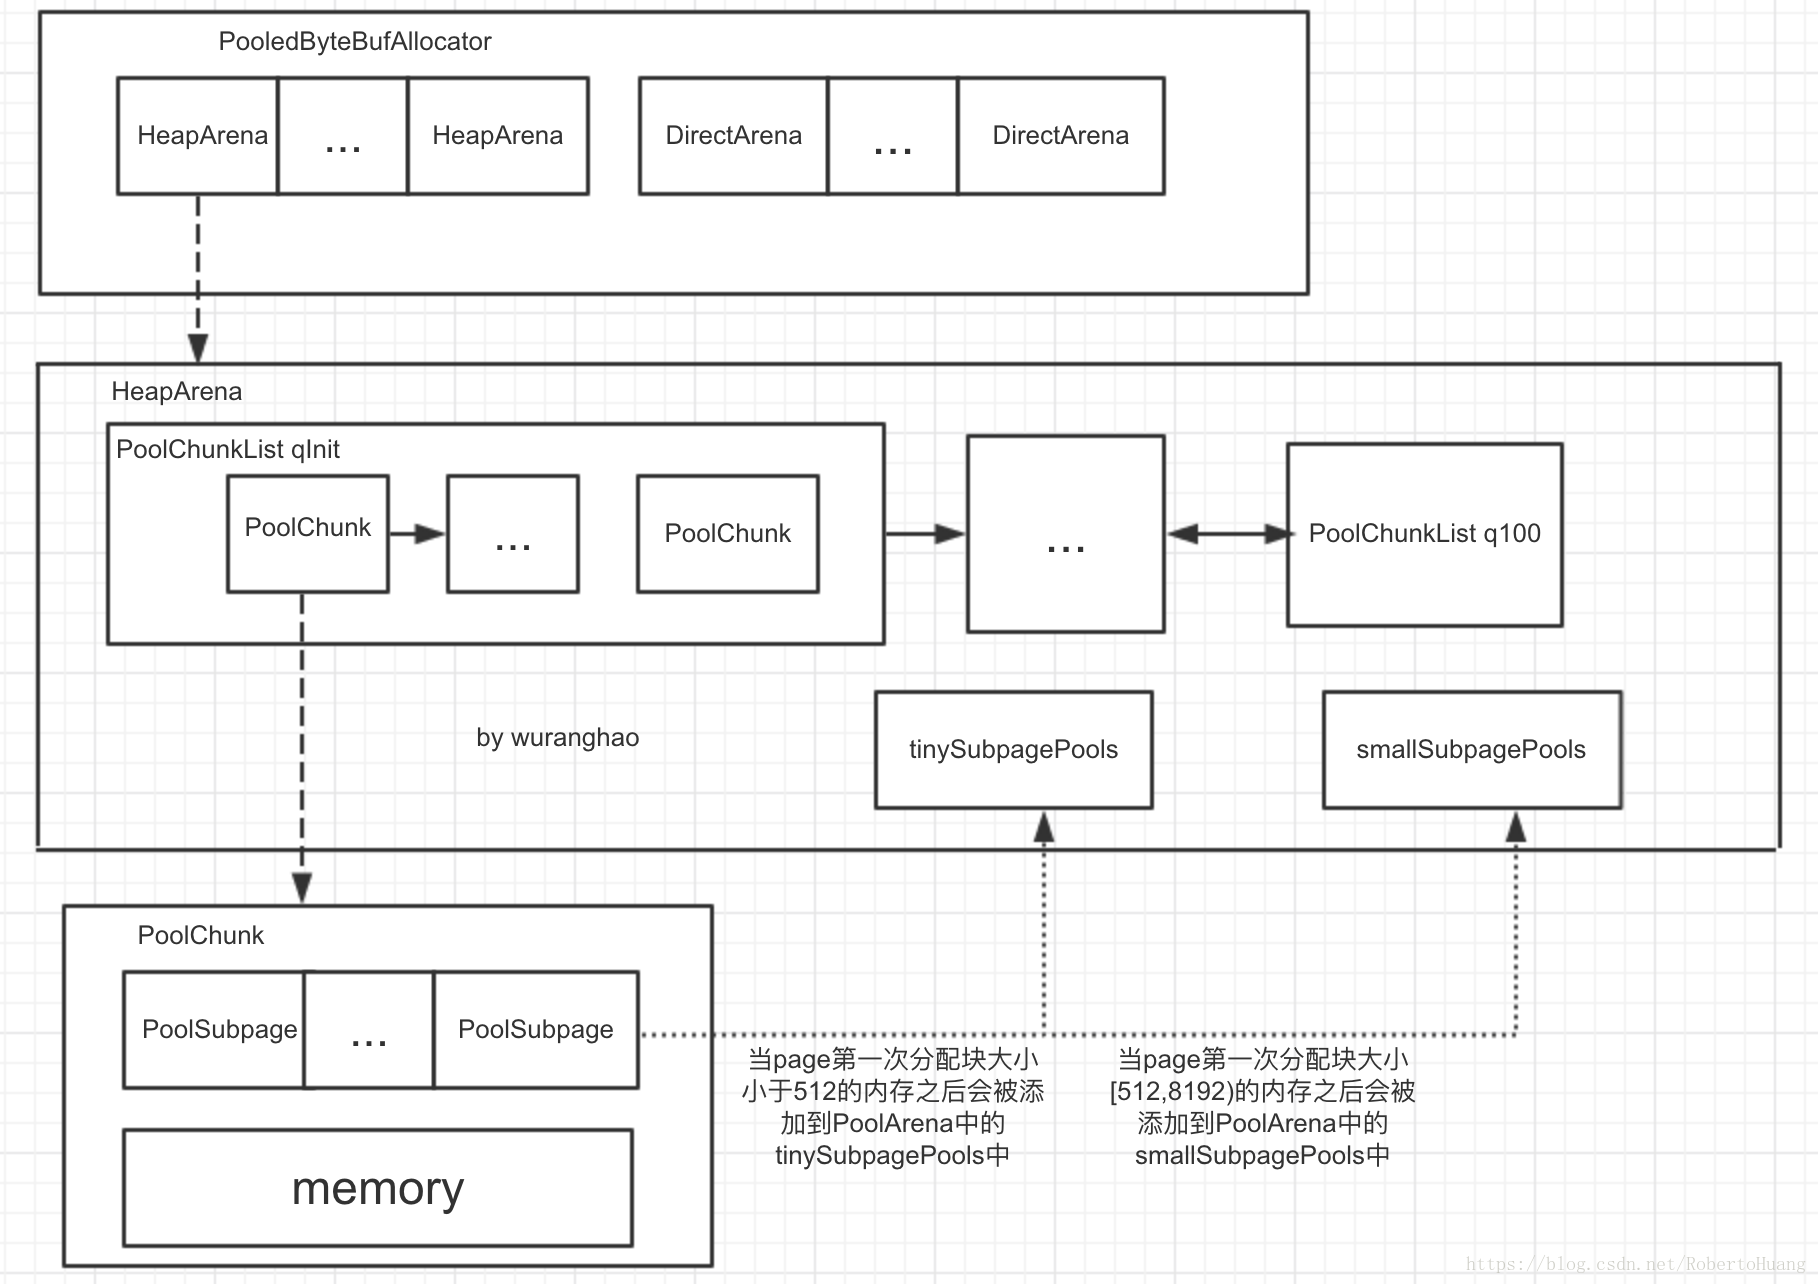 PooledByteBufAllocator
HeapArena
...
HeapArena
DirectArena
...
DirectArena
HeapArena
PoolChunkList qInit
PoolChunk
...
PoolChunk
...
PoolChunkList q100
by wuranghao
tinySubpagePools
smallSubpagePools
PoolChunk
PoolSubpage
...
PoolSubpage
memory
当page第一次分配块大小
小于512的内存之后会被添
加到PoolArena中的
tinySubpagePools中
当page第一次分配块大小
[512,8192)的内存之后会被
添加到PoolArena中的
smallSubpagePools中
https://blog.csdn.net/RobertoHuang